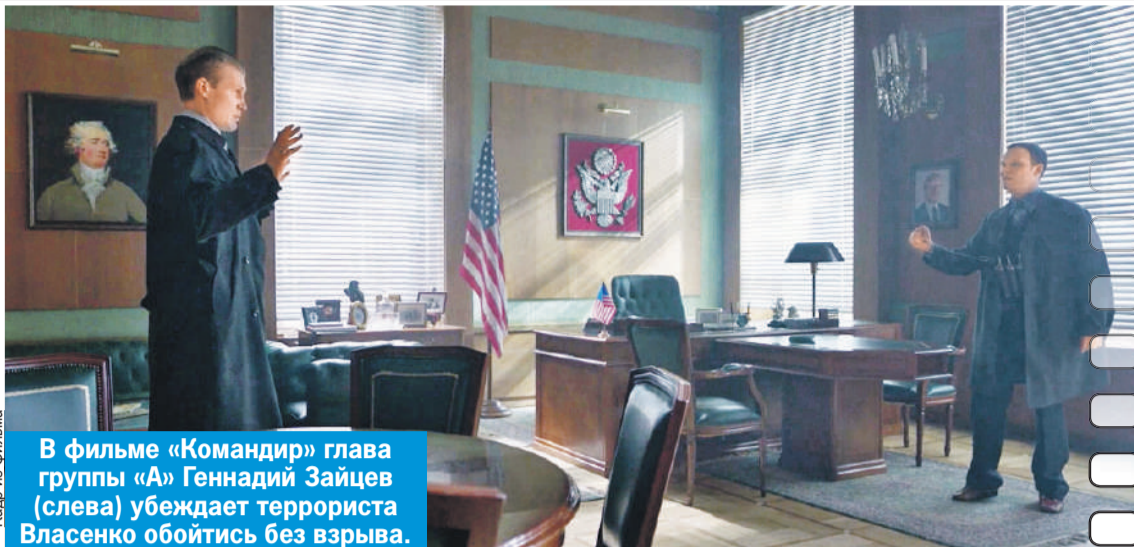 В фильме «Командир» глава
группы «А» Геннадий Зайцев
(слева) убеждает террориста
Власенко обойтись без взрыва.